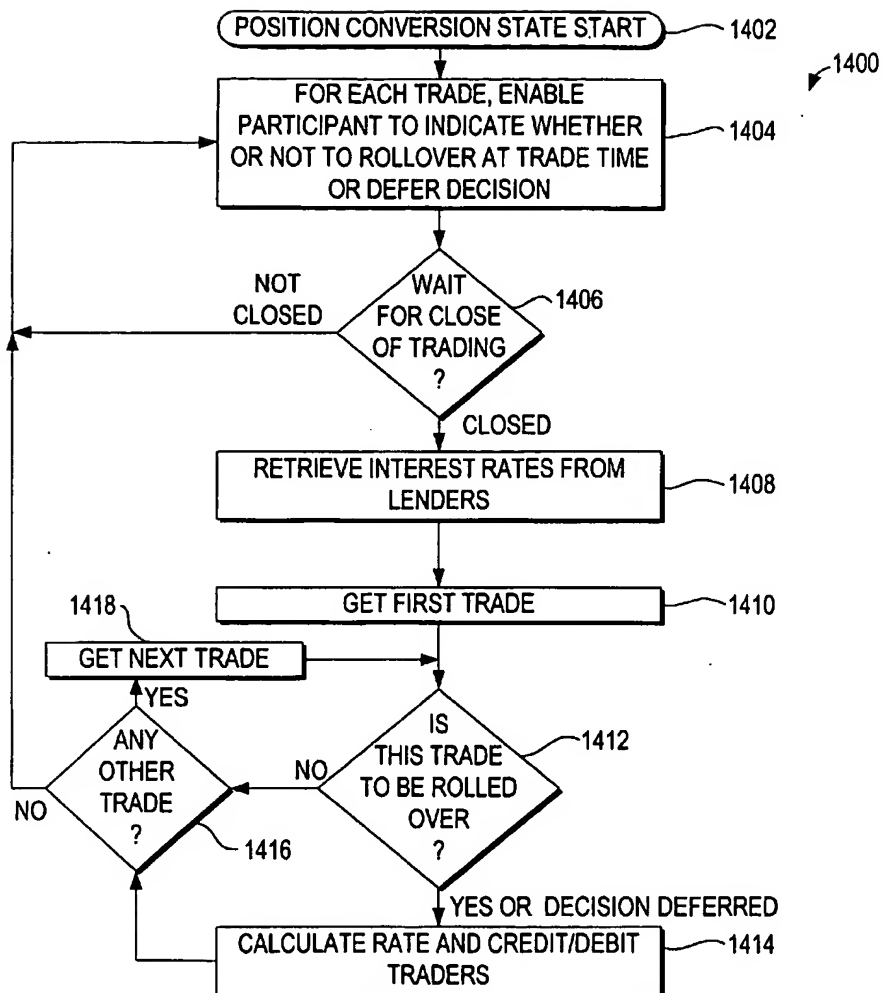 POSITION CONVERSION STATE START
1402
1400
FOR EACH TRADE, ENABLE
PARTICIPANT TO INDICATE WHETHER
OR NOT TO ROLLOVER AT TRADE TIME
OR DEFER DECISION
1404
NOT
CLOSED
WAIT
FOR CLOSE
OF TRADING
?
1406
CLOSED
RETRIEVE INTEREST RATES FROM
LENDERS
1408
GET FIRST TRADE
1410
1418
GET NEXT TRADE
YES
ANY
OTHER
TRADE
?
NO
1416
NO
IS
THIS TRADE
TO BE ROLLED
OVER
?
1412
YES OR DECISION DEFERRED
CALCULATE RATE AND CREDIT/DEBIT
TRADERS
1414